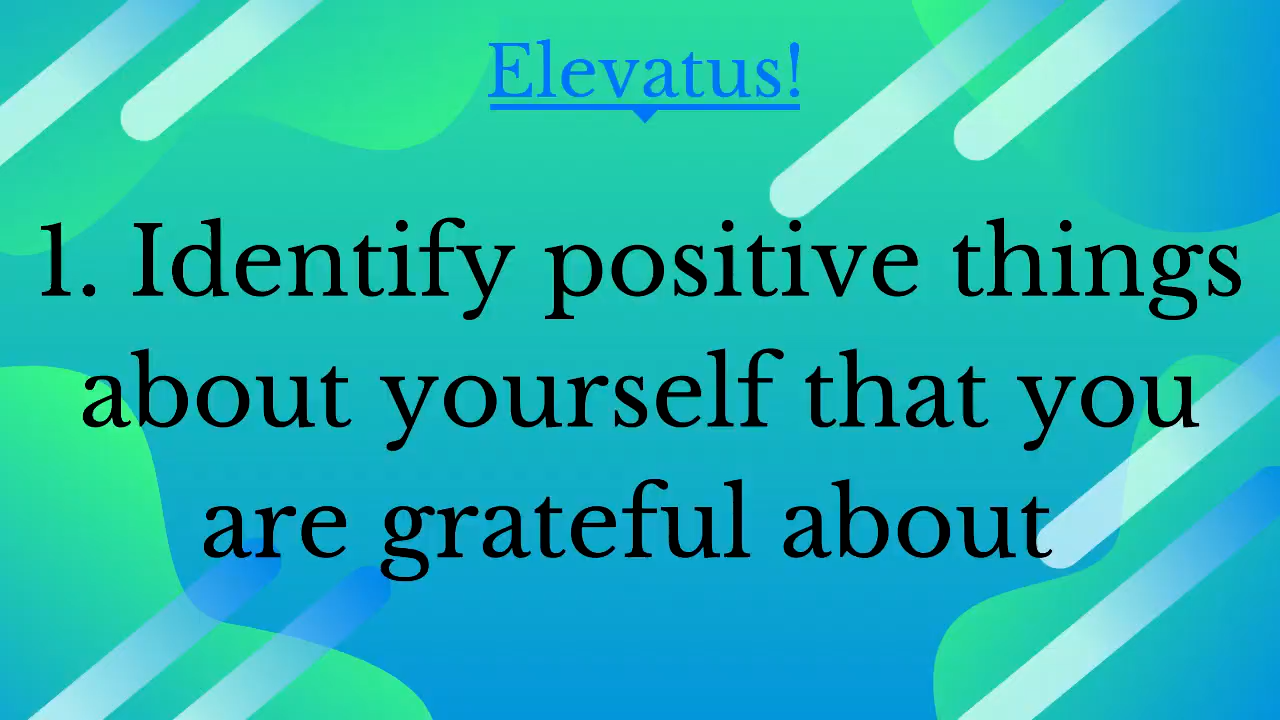 Elevatus!
1. Identify positive things
about yourself that you
are grateful about